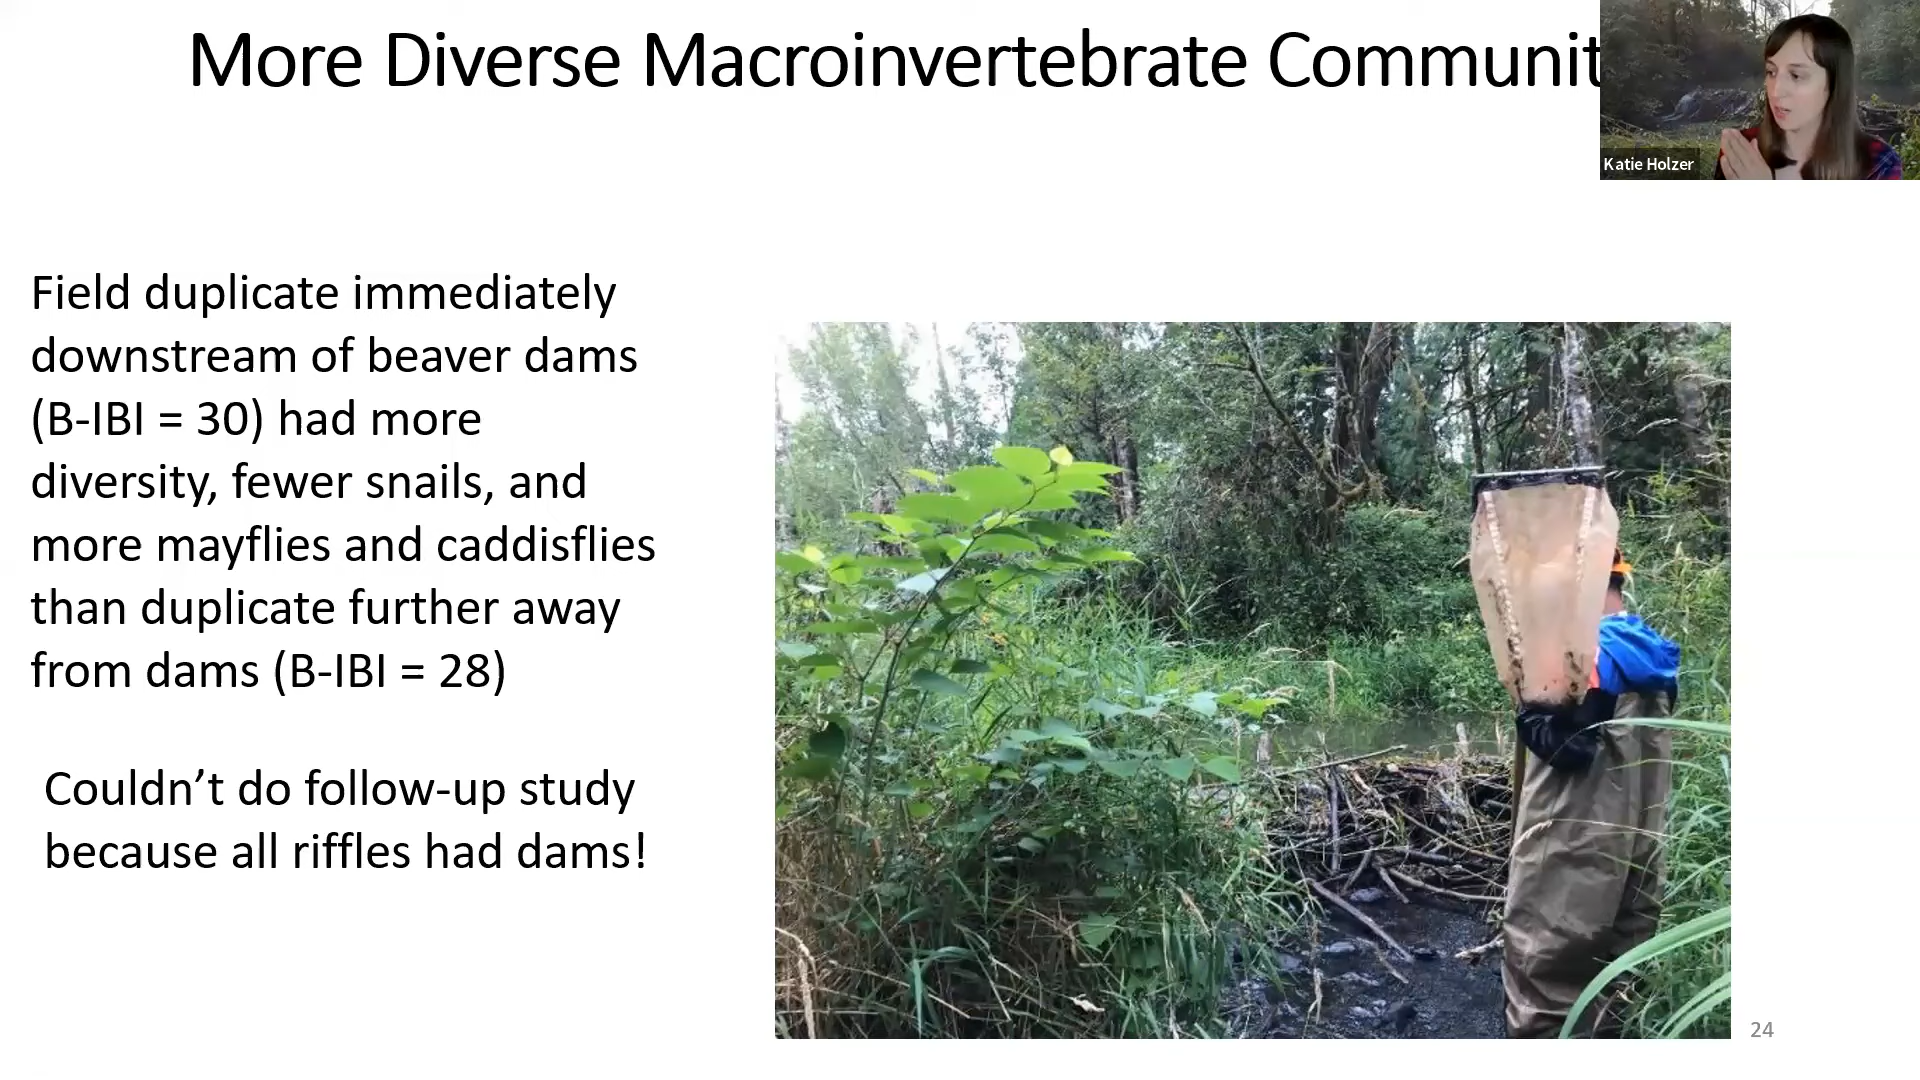 More Diverse Macroinvertebrate Communit
Katie Holzer
Field duplicate immediately
downstream of beaver dams
(B-IBI = 30) had more
diversity, fewer snails, and
more mayflies and caddisflies
than duplicate further away
from dams (B-IBI = 28)
Couldn’t do follow-up study
because all riffles had dams!
24